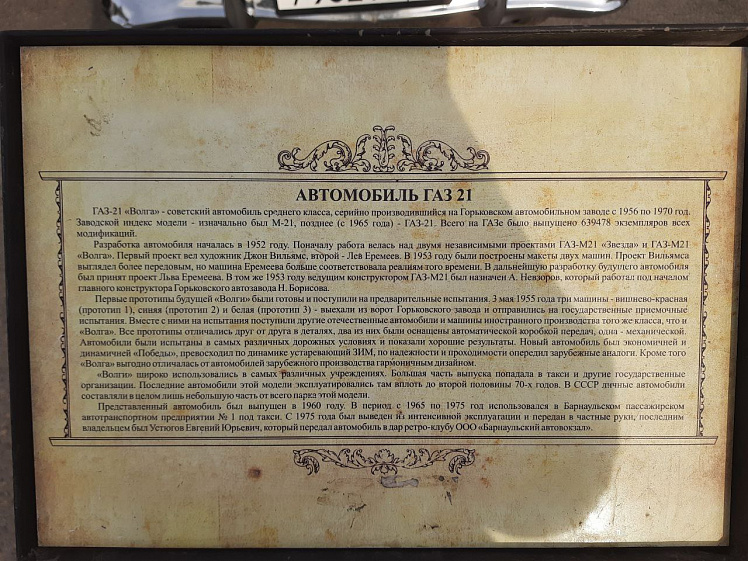 АВТОМОБИЛЬ ГАЗ 21
ГАЗ-21 «Волга» - советский автомобиль среднего класса, серийно производившийся на Горьковском автомобильном заводе с 1956 по 1970 год.
Заводской индекс модели - изначально был М-21, позднее (с 1965 года) - ГАЗ-21. Всего на ГАЗе было выпущено 639478 экземпляров всех
модификаций.
Разработка автомобиля началась в 1952 году. Поначалу работа велась над двумя независимыми проектами ГАЗ-М21 «Звезда» и ГАЗ-М21
«Волга». Первый проект вел художник Джон Вильямс, второй - Лев Еремеев. В 1953 году были построены макеты двух машин. Проект Вильямса
выглядел более передовым, но машина Еремеева больше соответствовала реалиям того времени. В дальнейшую разработку будущего автомобиля
был принят проект Льва Еремеева. В том же 1953 году ведущим конструктором ГАЗ-М21 был назначен А. Невзоров, который работал под началом
главного конструктора Горьковского автозавода Н. Борисова.
Первые прототипы будущей «Волги» были готовы и поступили на предварительные испытания. 3 мая 1955 года три машины - вишнево-красная
(прототип 1), синяя (прототип 2) и белая (прототип 3) - выехали из ворот Горьковского завода и отправились на государственные приемочные
испытания. Вместе с ними на испытания поступили другие отечественные автомобили и машины иностранного производства того же класса, что и
«Волга». Все прототипы отличались друг от друга в деталях, два из них были оснащены автоматической коробкой передач, одна - механической.
Автомобили были испытаны в самых различных дорожных условиях и показали хорошие результаты. Новый автомобиль был экономичней и
динамичней «Победы», превосходил по динамике устаревающий ЗИМ, по надежности и проходимости опередил зарубежные аналоги. Кроме того
«Волга» выгодно отличалась от автомобилей зарубежного производства гармоничным дизайном.
«Волги» широко использовались в самых различных учреждениях. Большая часть выпуска попадала в такси и другие государственные
организации. Последние автомобили этой модели эксплуатировались там вплоть до второй половины 70-х годов. В СССР личные автомобили
составляли в целом лишь небольшую часть от всего парка этой модели.
Представленный автомобиль был выпущен в 1960 году. В период с 1965 по 1975 год использовался в Барнаульском пассажирском
автотранспортном предприятии № 1 под такси. С 1975 года был выведен из интенсивной эксплуатации и передан в частные руки, последним
владельцем был Устюгов Евгений Юрьевич, который передал автомобиль в дар ретро-клубу ООО «Барнаульский автовокзал».